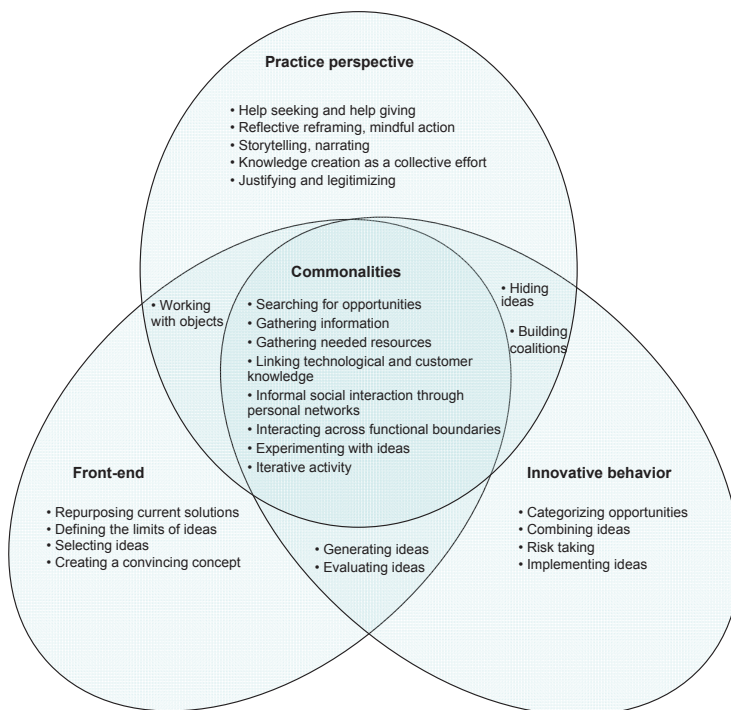 Practice perspective
• Help seeking and help giving
• Reflective reframing, mindful action
• Storytelling, narrating
• Knowledge creation as a collective effort
• Justifying and legitimizing
Commonalities
• Searching for opportunities
• Gathering information
• Gathering needed resources
• Linking technological and customer
knowledge
• Informal social interaction through
personal networks
• Interacting across functional boundaries
• Experimenting with ideas
• Iterative activity
• Working
with objects
• Hiding
ideas
• Building
coalitions
Front-end
• Repurposing current solutions
• Defining the limits of ideas
• Selecting ideas
• Creating a convincing concept
• Generating ideas
• Evaluating ideas
Innovative behavior
• Categorizing opportunities
• Combining ideas
• Risk taking
• Implementing ideas